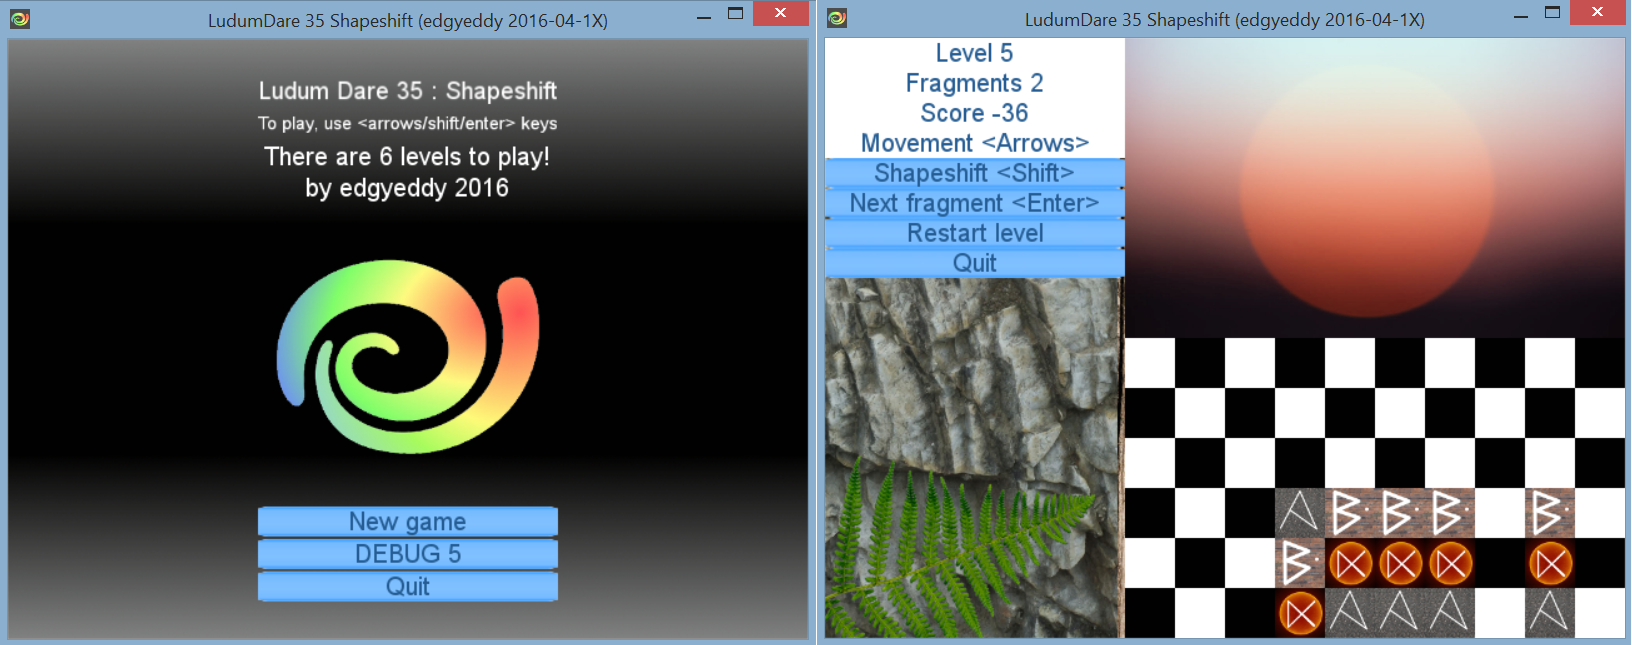 LudumDare 35 Shapeshift (edgyeddy 2016-04-1X)
Ludum Dare 35 : Shapeshift
To play, use <arrows/shift/enter> keys
There are 6 levels to play!
by edgyeddy 2016
New game
DEBUG 5
Quit
LudumDare 35 Shapeshift (edgyeddy 2016-04-1X)
Level 5
Fragments 2
Score -36
Movement <Arrows>
Shapeshift <Shift>
Next fragment <Enter>
Restart level
Quit